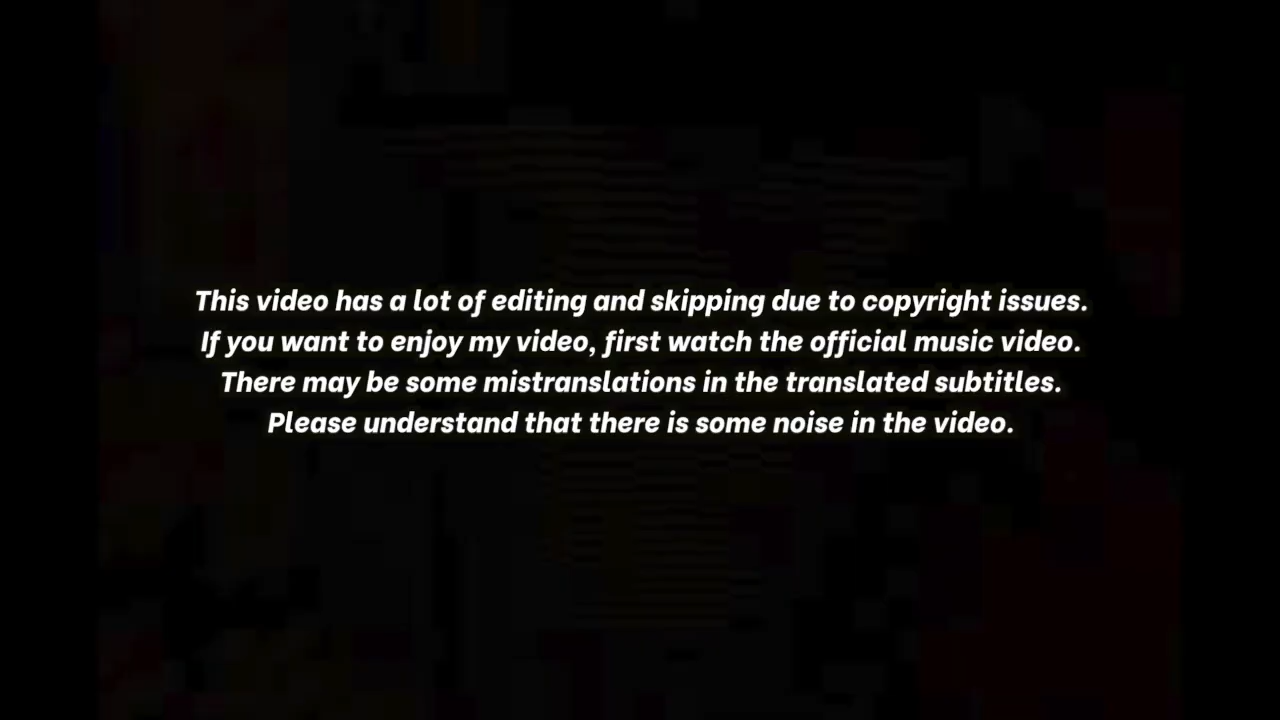 This video has a lot of editing and skipping due to copyright issues.
If you want to enjoy my video, first watch the official music video.
There may be some mistranslations in the translated subtitles.
Please understand that there is some noise in the video.